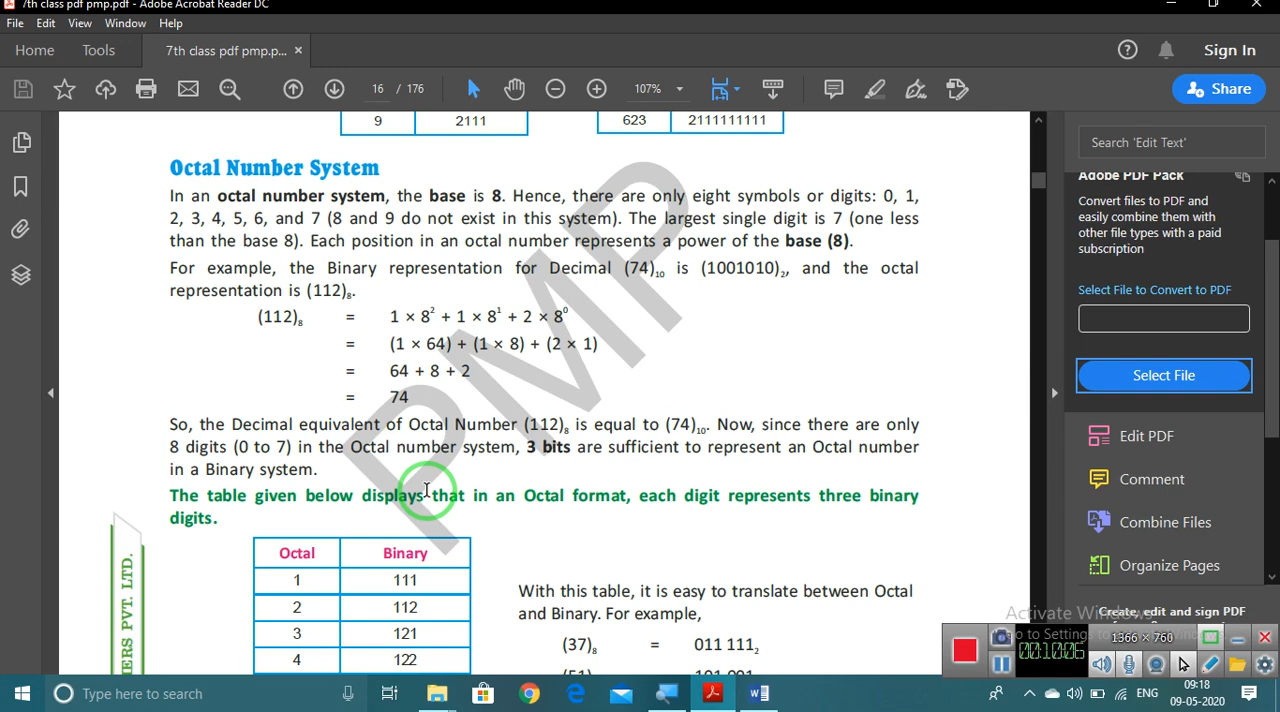 7th class pdf pmp.pdf - Adobe Acrobat Reader DC
File Edit View Window Help
Home Tools 7th class pdf pmp.p... × Sign In
16 / 176 107% Share
9 2111 623 2111111111
Octal Number System
In an octal number system, the base is 8. Hence, there are only eight symbols or digits: 0, 1,
2, 3, 4, 5, 6, and 7 (8 and 9 do not exist in this system). The largest single digit is 7 (one less
than the base 8). Each position in an octal number represents a power of the base (8).
For example, the Binary representation for Decimal (74)₁₀ is (1001010)₂, and the octal
representation is (112)₈.
(112)₈ = 1 × 8² + 1 × 8¹ + 2 × 8⁰
= (1 × 64) + (1 × 8) + (2 × 1)
= 64 + 8 + 2
= 74
So, the Decimal equivalent of Octal Number (112)₈ is equal to (74)₁₀. Now, since there are only
8 digits (0 to 7) in the Octal number system, 3 bits are sufficient to represent an Octal number
in a Binary system.
The table given below displays that in an Octal format, each digit represents three binary
digits.
Octal Binary
1 111
2 112
3 121
4 122
With this table, it is easy to translate between Octal
and Binary. For example,
(37)₈ = 011 111₂
PMP
ERS PVT. LTD.
Search 'Edit Text'
Adobe PDF Pack
Convert files to PDF and
easily combine them with
other file types with a paid
subscription
Select File to Convert to PDF
Select File
Edit PDF
Comment
Combine Files
Organize Pages
Activate Windows
Create, edit and sign PDF
1366 × 760
00:10:06
Type here to search
ENG
09:18
09-05-2020